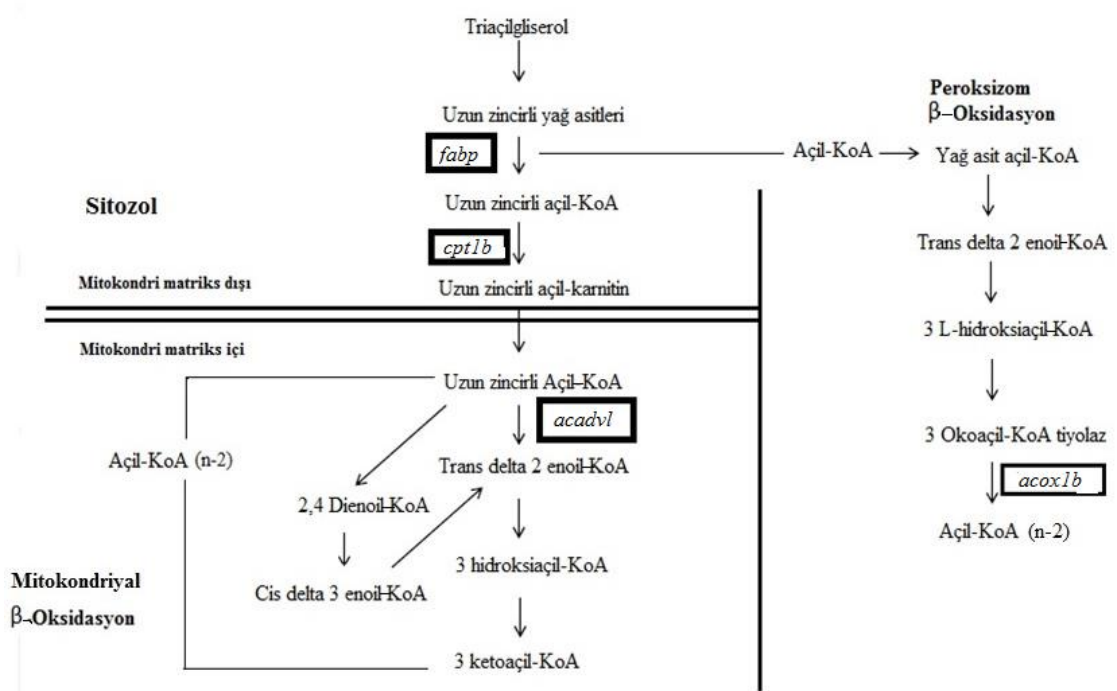 Triaçilgliserol
Uzun zincirli yağ asitleri
fabp
Uzun zincirli açil-KoA
Sitozol
cpt1b
Mitokondri matriks dışı
Uzun zincirli açil-karnitin
Mitokondri matriks içi
Uzun zincirli Açil-KoA
acadvl
Açil-KoA (n-2)
Trans delta 2 enoil-KoA
2,4 Dienoil-KoA
3 hidroksiaçil-KoA
Cis delta 3 enoil-KoA
Mitokondriyal
β-Oksidasyon
3 ketoaçil-KoA
Peroksizom
β-Oksidasyon
Açil-KoA
Yağ asit açil-KoA
Trans delta 2 enoil-KoA
3 L-hidroksiaçil-KoA
3 Okoaçil-KoA tiyolaz
acox1b
Açil-KoA (n-2)